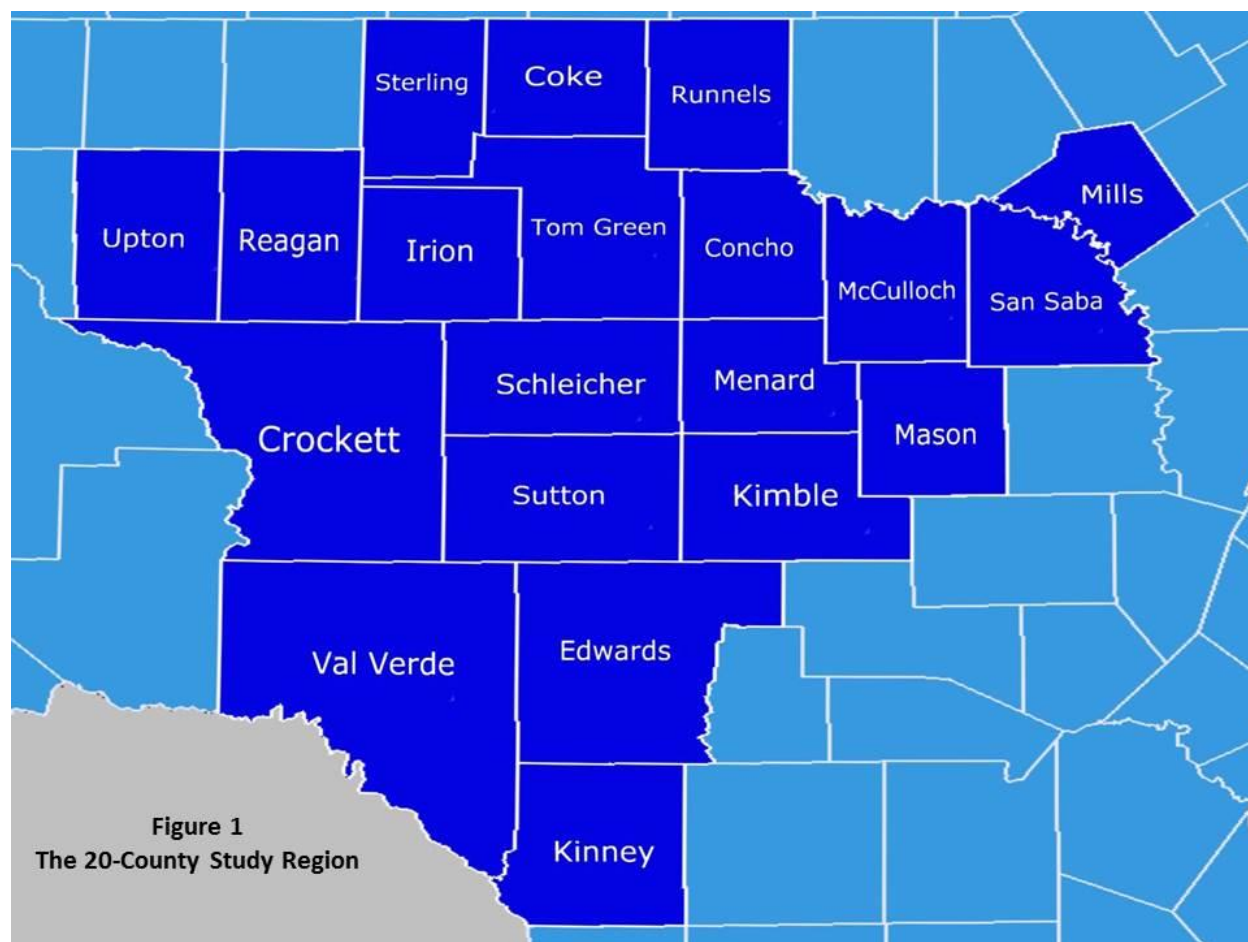 Sterling
Coke
Runnels
Mills
Upton
Reagan
Irion
Tom Green
Concho
McCulloch
San Saba
Schleicher
Menard
Crockett
Mason
Sutton
Kimble
Val Verde
Edwards
Kinney
Figure 1
The 20-County Study Region